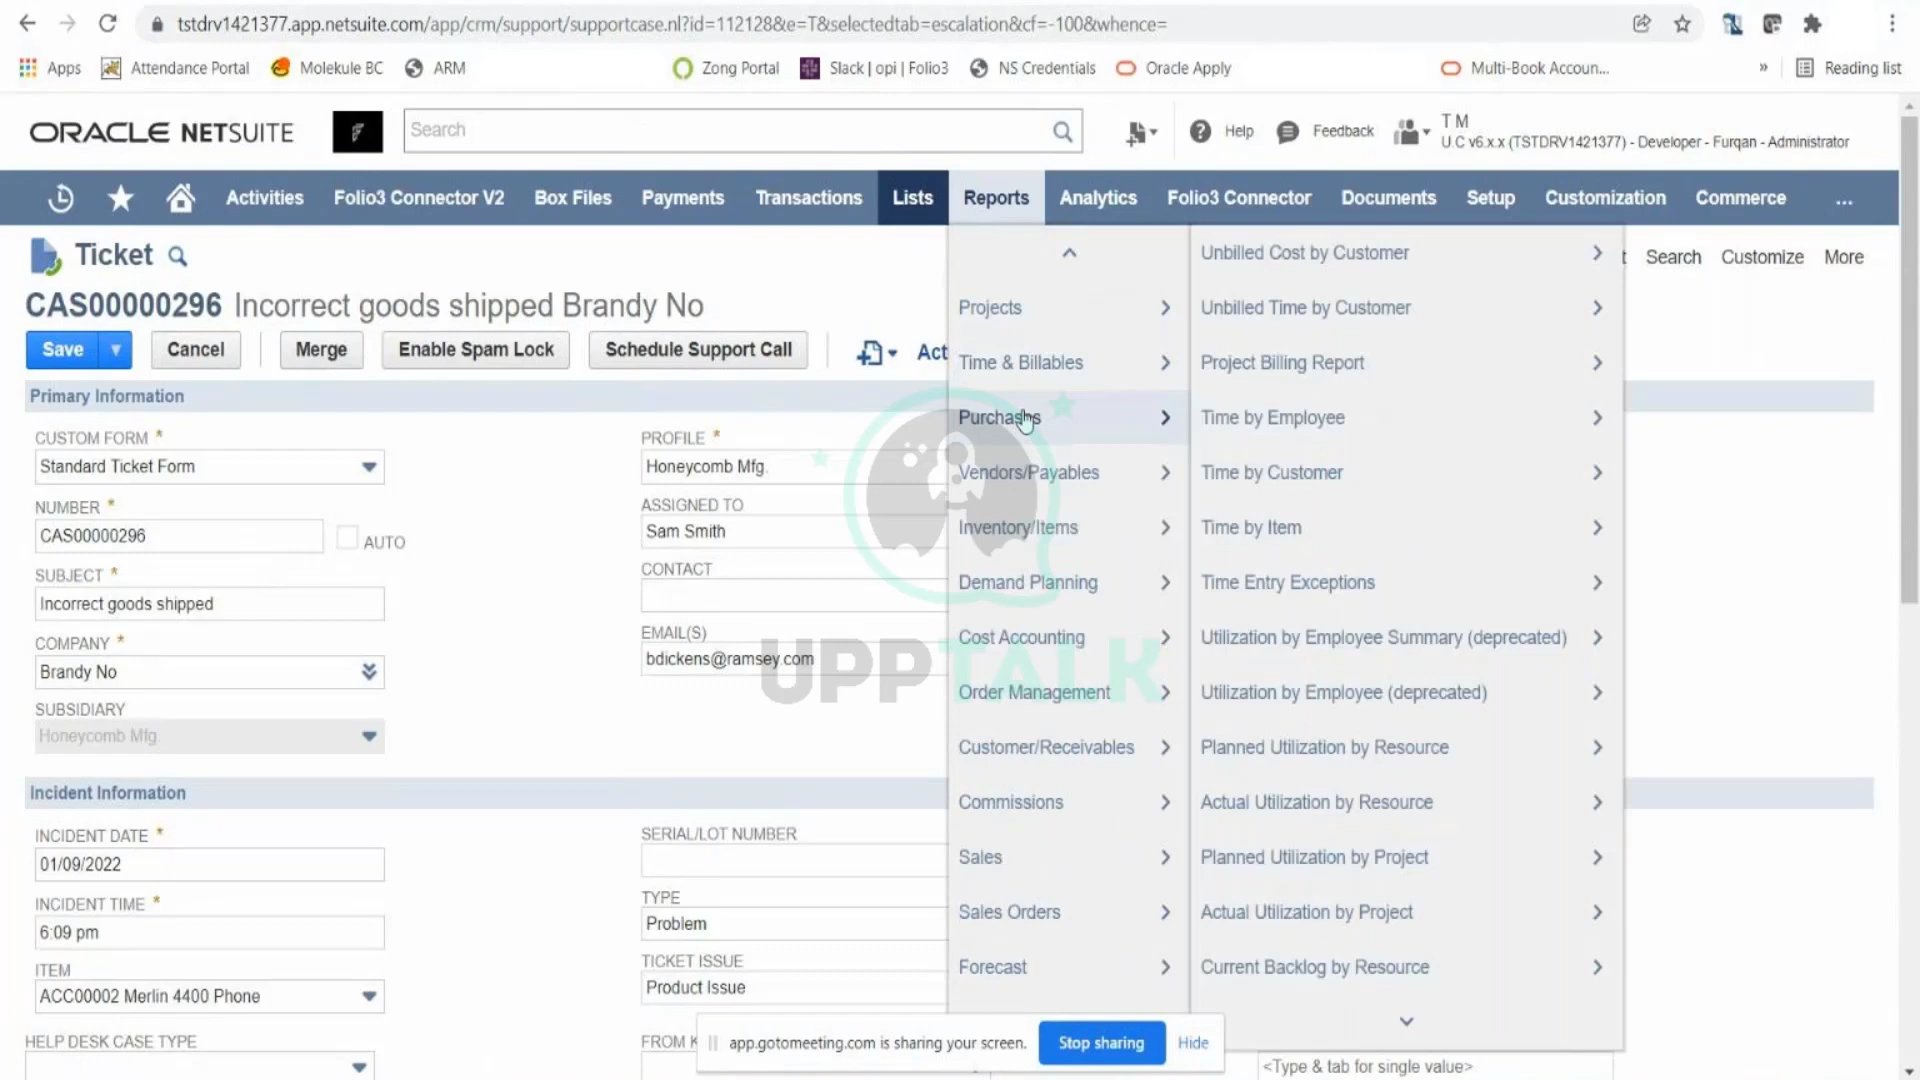 tstdrv1421377.app.netsuite.com/app/crm/support/supportcase.nl?id=112128&e=T&selectedtab=escalation&cf=-100&whence=
Apps Attendance Portal Molekule BC ARM Zong Portal Slack | opi | Folio3 NS Credentials Oracle Apply Multi-Book Accoun... » Reading list
ORACLE NETSUITE Search Help Feedback T M
U.C v6.x.x (TSTDRV1421377) - Developer - Furqan - Administrator
Activities Folio3 Connector V2 Box Files Payments Transactions Lists Reports Analytics Folio3 Connector Documents Setup Customization Commerce ...
Ticket
Search Customize More
CAS00000296 Incorrect goods shipped Brandy No
Save Cancel Merge Enable Spam Lock Schedule Support Call Act
Primary Information
CUSTOM FORM *
Standard Ticket Form
NUMBER *
CAS00000296 AUTO
SUBJECT *
Incorrect goods shipped
COMPANY *
Brandy No
SUBSIDIARY
Honeycomb Mfg.
PROFILE *
Honeycomb Mfg.
ASSIGNED TO
Sam Smith
CONTACT
EMAIL(S)
bdickens@ramsey.com
Incident Information
INCIDENT DATE *
01/09/2022
INCIDENT TIME *
6:09 pm
ITEM
ACC00002 Merlin 4400 Phone
HELP DESK CASE TYPE
SERIAL/LOT NUMBER
TYPE
Problem
TICKET ISSUE
Product Issue
FROM
Projects
Time & Billables
Purchases
Vendors/Payables
Inventory/Items
Demand Planning
Cost Accounting
Order Management
Customer/Receivables
Commissions
Sales
Sales Orders
Forecast
Unbilled Cost by Customer
Unbilled Time by Customer
Project Billing Report
Time by Employee
Time by Customer
Time by Item
Time Entry Exceptions
Utilization by Employee Summary (deprecated)
Utilization by Employee (deprecated)
Planned Utilization by Resource
Actual Utilization by Resource
Planned Utilization by Project
Actual Utilization by Project
Current Backlog by Resource
UPPTALK
app.gotomeeting.com is sharing your screen. Stop sharing Hide
<Type & tab for single value>